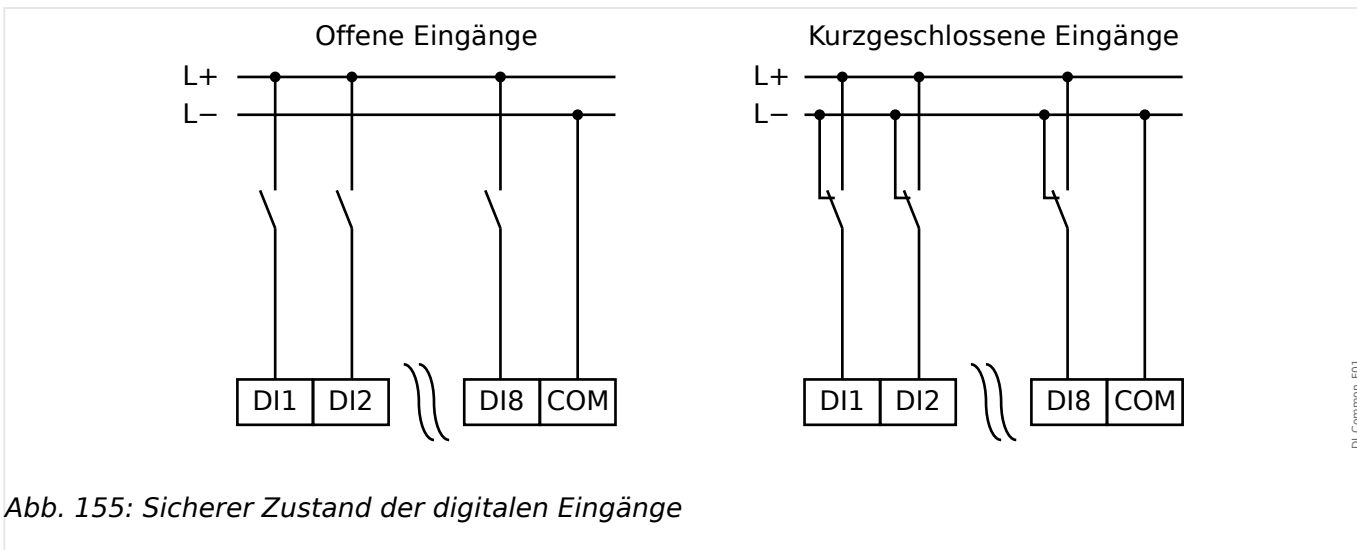 Offene Eingänge
Kurzgeschlossene Eingänge
L+
L−
L+
L−
DI1 DI2 DI8 COM
DI1 DI2 DI8 COM
DI_Common_E01
Abb. 155: Sicherer Zustand der digitalen Eingänge